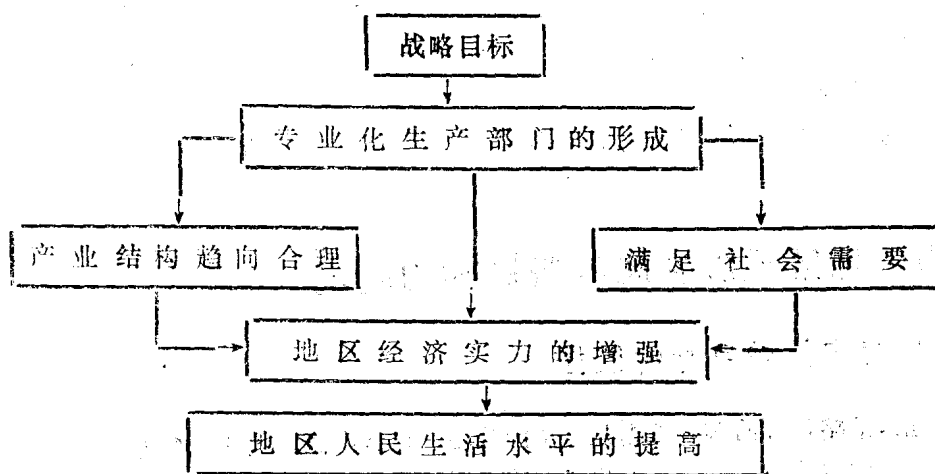 战略目标
专业化生产部门的形成
产业结构趋向合理
满足社会需要
地区经济实力的增强
地区人民生活水平的提高